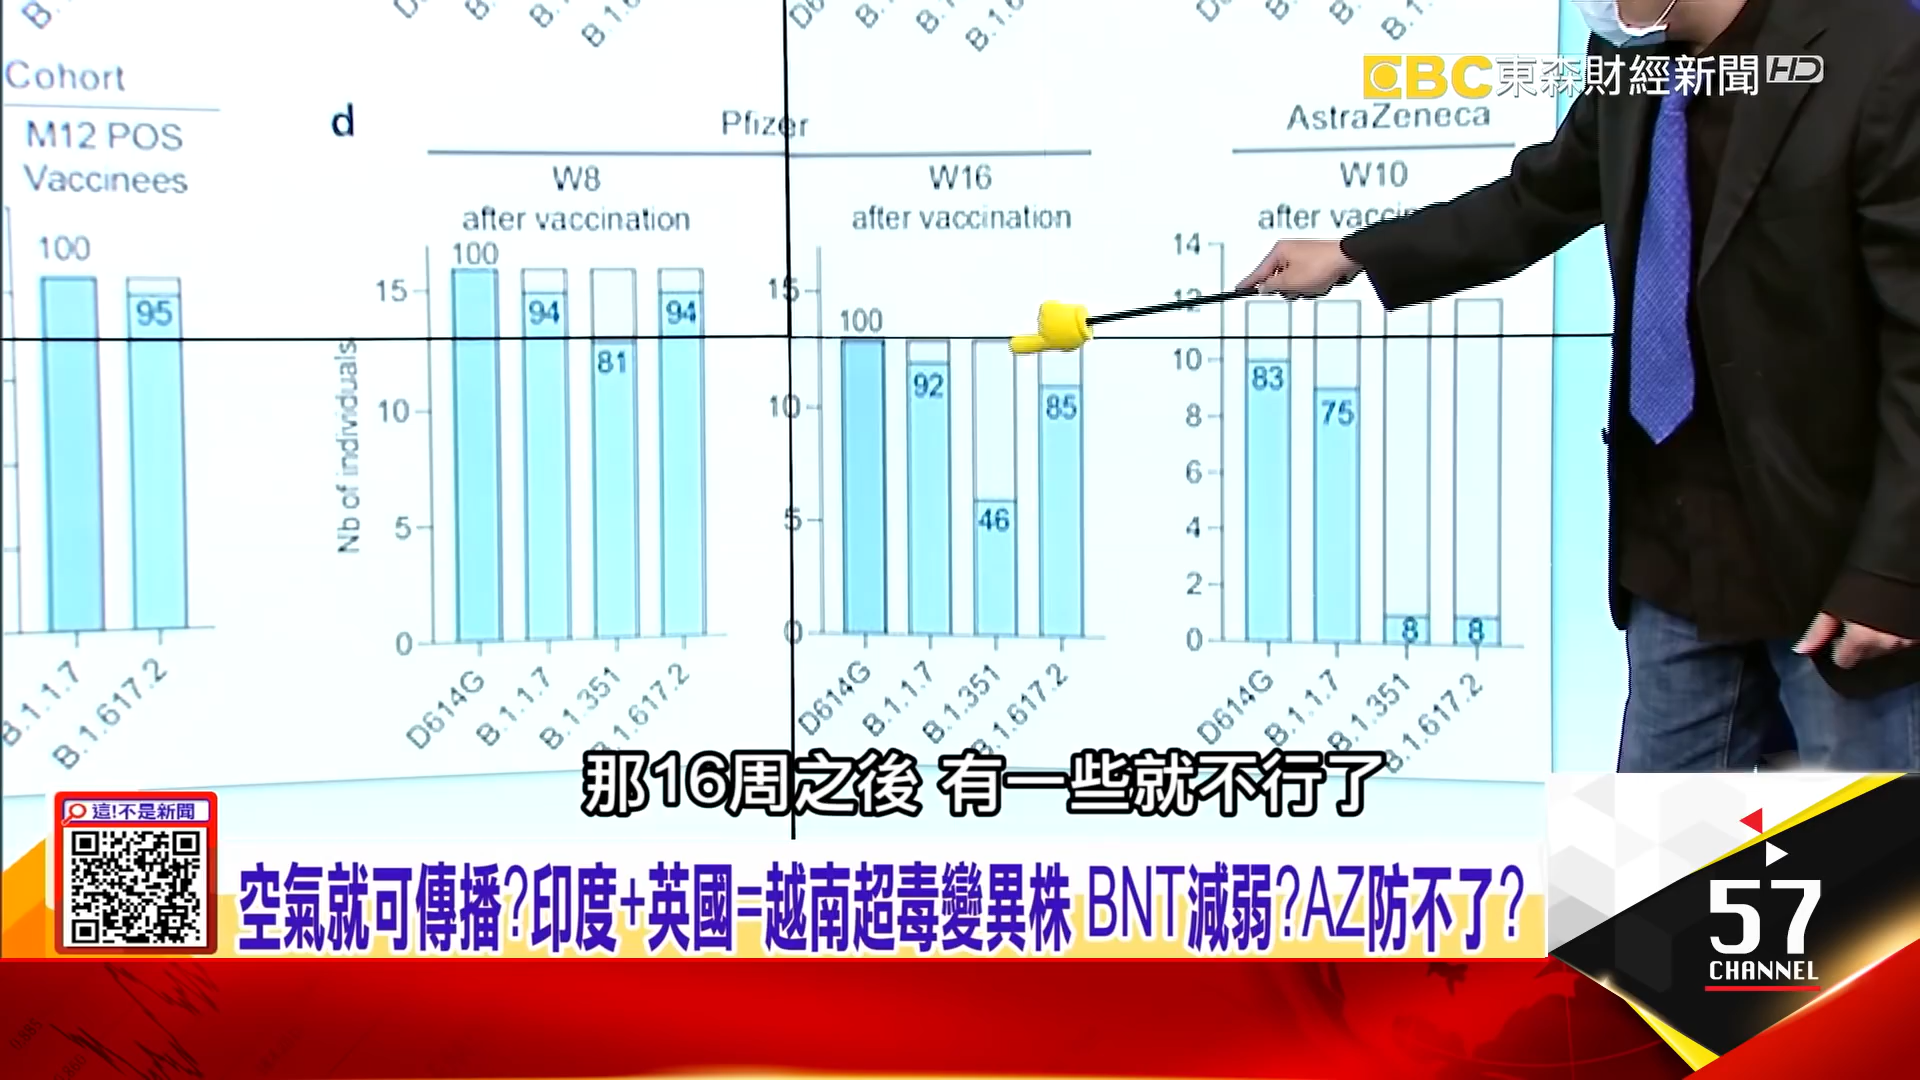 EBC東森財經新聞HD
Cohort
M12 POS
Vaccinees
100
95
B.1.1.7
B.1.617.2
d
Pfizer
W8
after vaccination
100
94
81
94
15
10
5
0
Nb of individuals
D614G
B.1.1.7
B.1.351
B.1.617.2
W16
after vaccination
100
92
46
85
15
10
5
0
D614G
B.1.1.7
B.1.351
B.1.617.2
AstraZeneca
W10
after
14
12
10
8
6
4
2
0
83
75
8
8
D614G
B.1.1.7
B.1.351
B.1.617.2
那16周之後 有一些就不行了
這!不是新聞
空氣就可傳播?印度+英國=越南超毒變異株 BNT減弱?AZ防不了?
57
CHANNEL